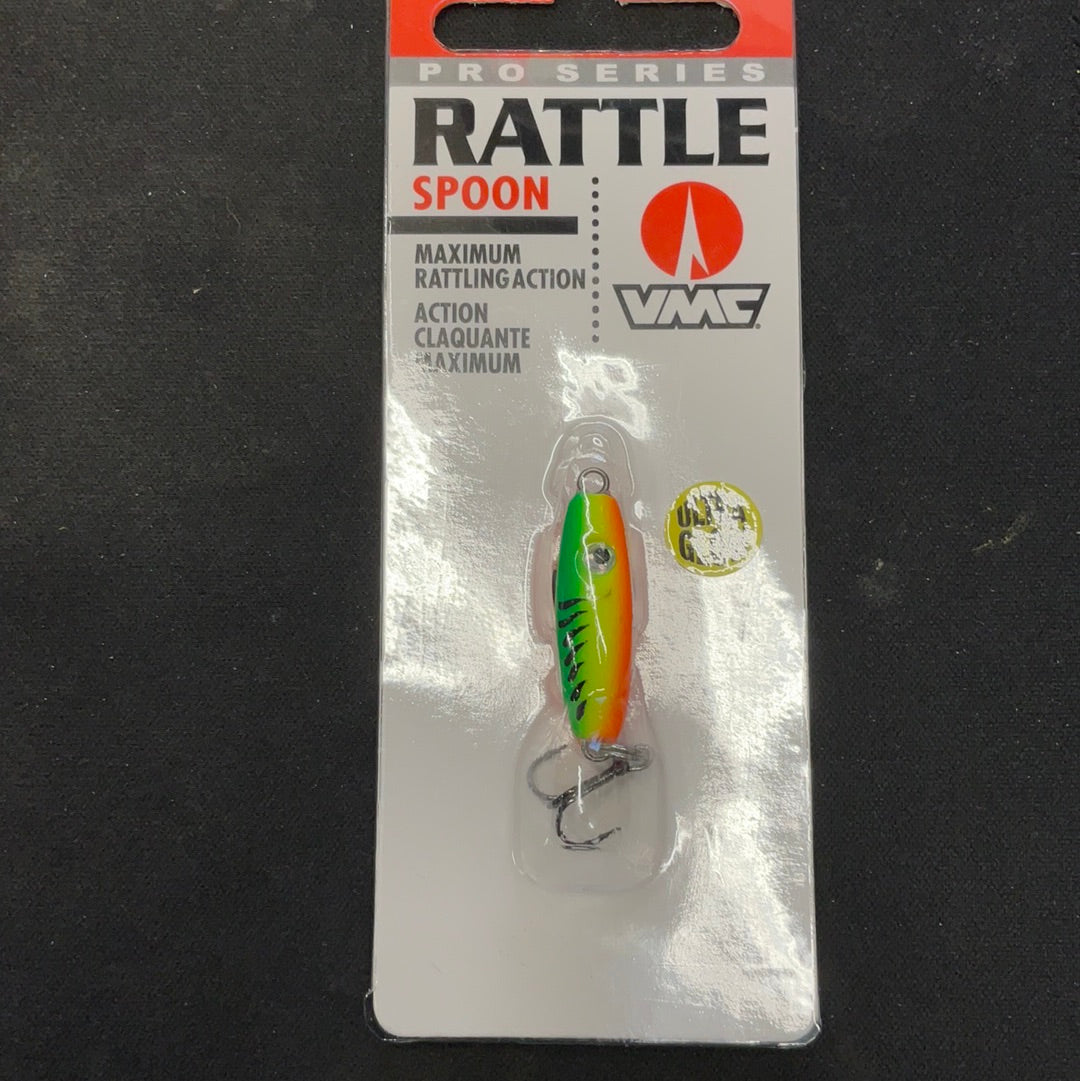 PRO SERIES
RATTLE
SPOON
MAXIMUM
RATTLING ACTION
ACTION
CLAQUANTE
MAXIMUM
VMC